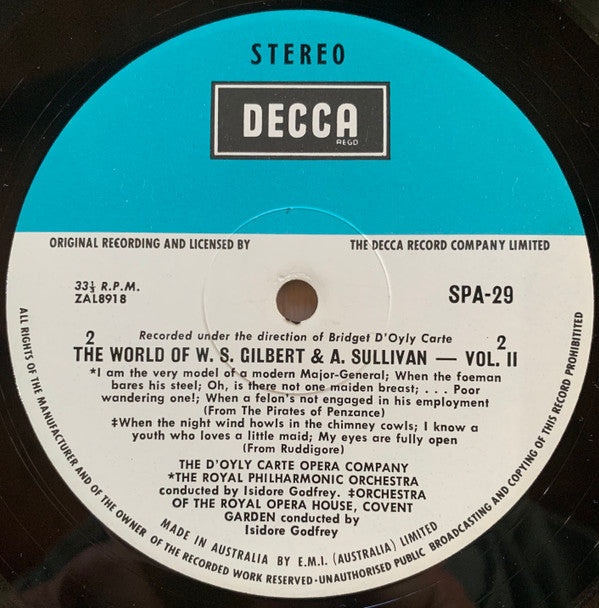 STEREO
DECCA
REGD
ORIGINAL RECORDING AND LICENSED BY THE DECCA RECORD COMPANY LIMITED
33⅓ R.P.M.
ZAL8918
SPA-29
2 Recorded under the direction of Bridget D'Oyly Carte 2
THE WORLD OF W. S. GILBERT & A. SULLIVAN — VOL. II
*I am the very model of a modern Major-General; When the foeman
bares his steel; Oh, is there not one maiden breast; . . . Poor
wandering one!; When a felon's not engaged in his employment
(From The Pirates of Penzance)
‡When the night wind howls in the chimney cowls; I know a
youth who loves a little maid; My eyes are fully open
(From Ruddigore)
THE D'OYLY CARTE OPERA COMPANY
*THE ROYAL PHILHARMONIC ORCHESTRA
conducted by Isidore Godfrey. ‡ORCHESTRA
OF THE ROYAL OPERA HOUSE, COVENT
GARDEN conducted by
Isidore Godfrey
MADE IN AUSTRALIA BY E.M.I. (AUSTRALIA) LIMITED
ALL RIGHTS OF THE MANUFACTURER AND OF THE OWNER OF THE RECORDED WORK RESERVED·UNAUTHORISED PUBLIC BROADCASTING AND COPYING OF THIS RECORD PROHIBITITED